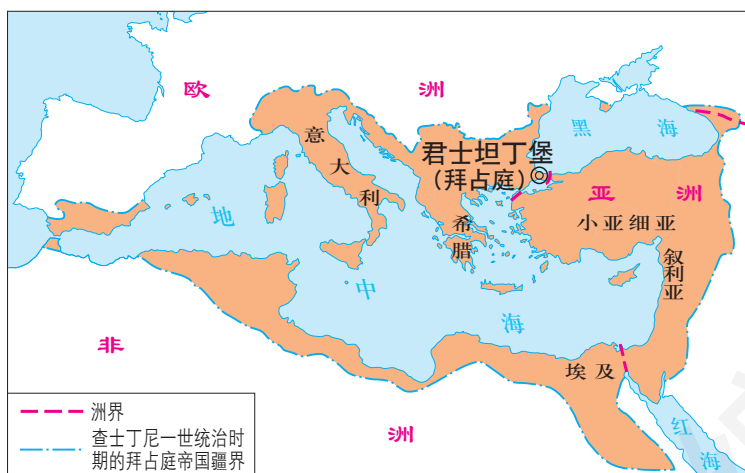 欧 洲
黑 海
意大利
君士坦丁堡
（拜占庭）
亚 洲
小亚细亚
希腊
叙利亚
地中海
非 洲
埃及
红海
洲界
查士丁尼一世统治时
期的拜占庭帝国疆界